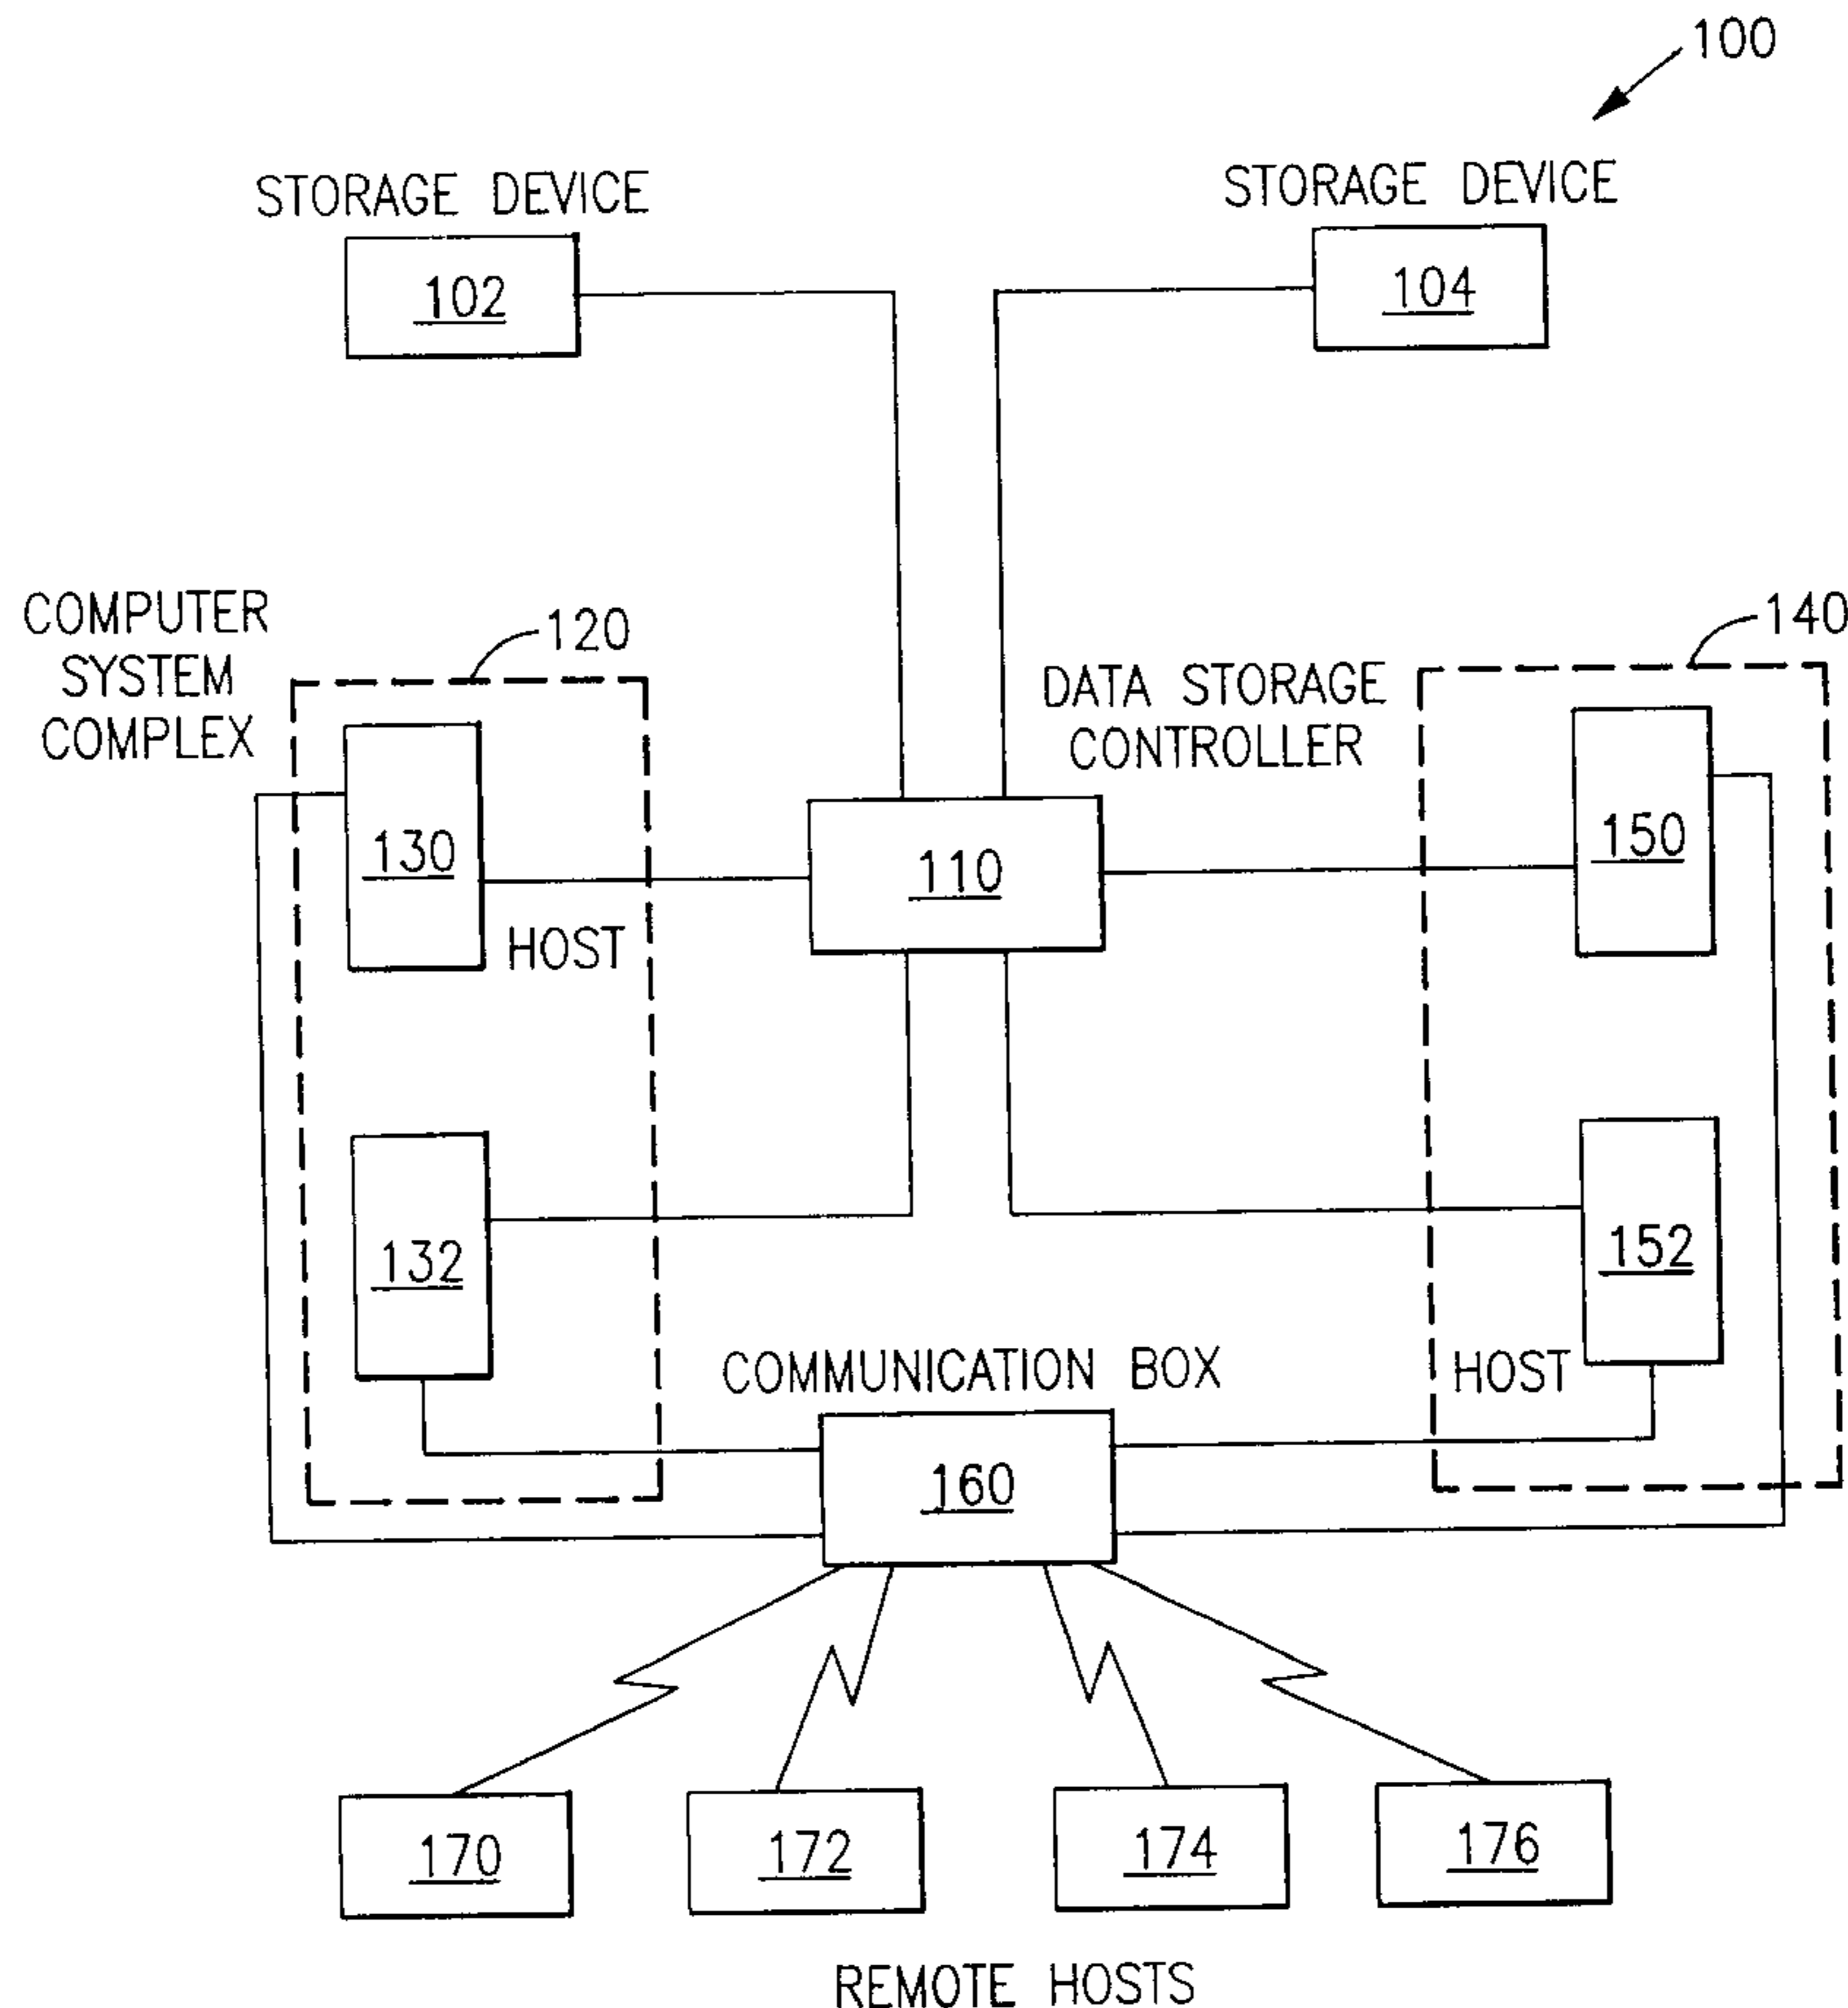 100
STORAGE DEVICE
102
STORAGE DEVICE
104
COMPUTER
SYSTEM
COMPLEX
120
140
DATA STORAGE
CONTROLLER
130
110
150
HOST
132
152
COMMUNICATION BOX
HOST
160
170
172
174
176
REMOTE HOSTS